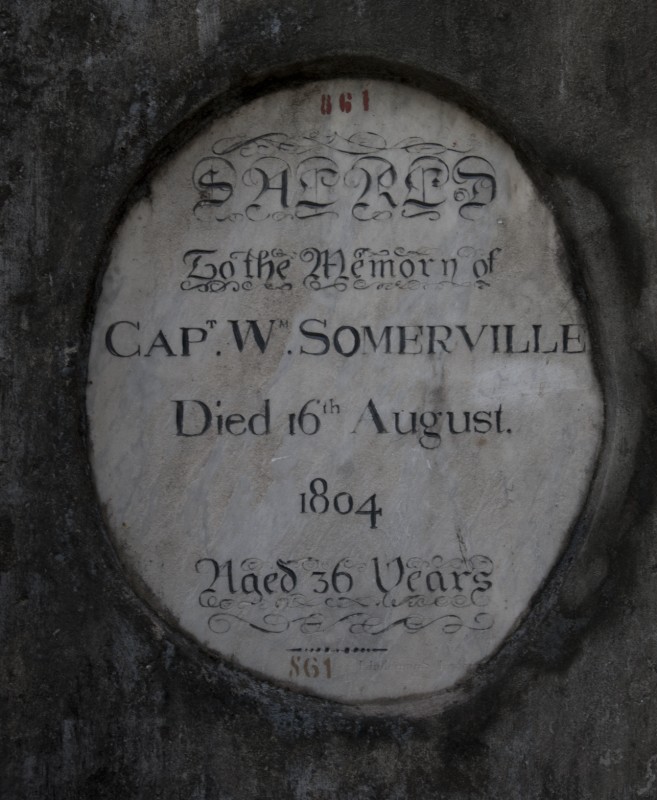 861
SACRED
To the Memory of
CAPT. WM. SOMERVILLE
Died 16th August.
1804
Aged 36 Years
861